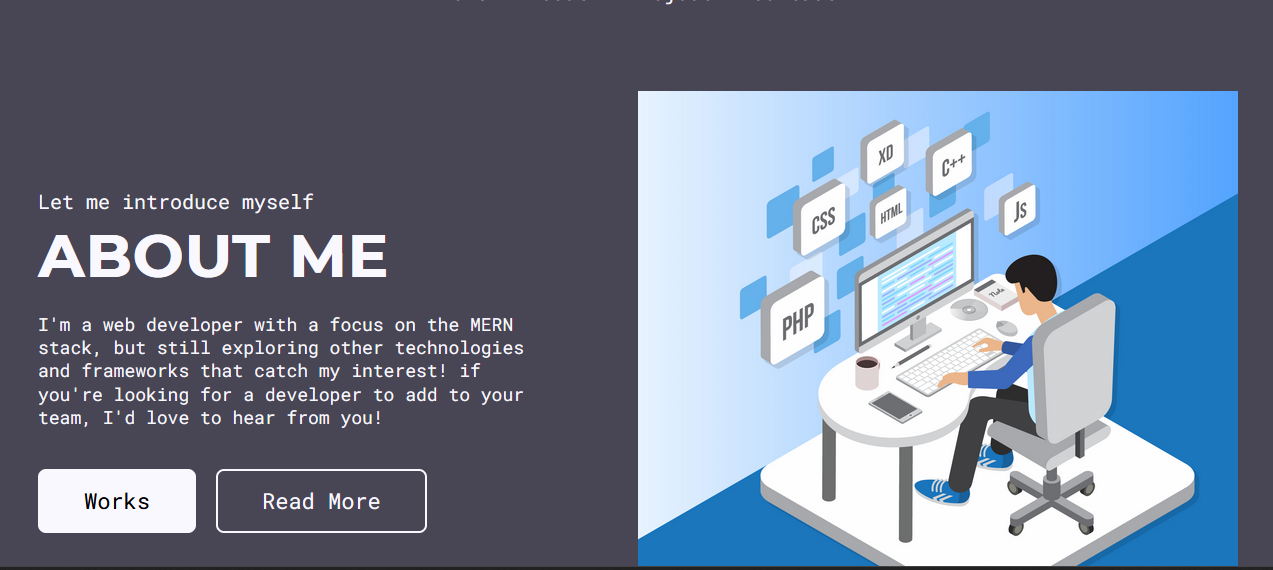 Let me introduce myself
ABOUT ME
I'm a web developer with a focus on the MERN
stack, but still exploring other technologies
and frameworks that catch my interest! if
you're looking for a developer to add to your
team, I'd love to hear from you!
Works
Read More
XD
C++
CSS
HTML
Js
PHP
Note